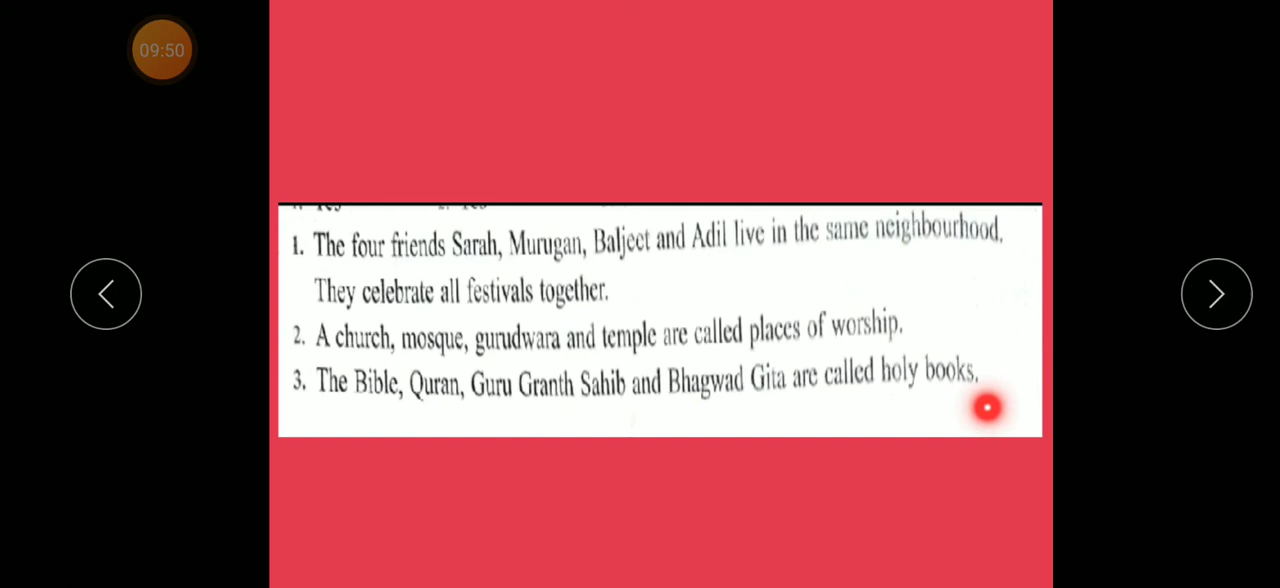 09:50
1. The four friends Sarah, Murugan, Baljeet and Adil live in the same neighbourhood.
They celebrate all festivals together.
2. A church, mosque, gurudwara and temple are called places of worship.
3. The Bible, Quran, Guru Granth Sahib and Bhagwad Gita are called holy books.